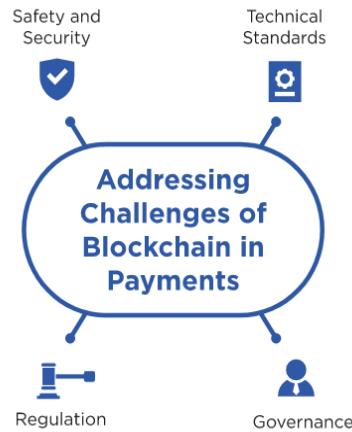 Safety and
Security
Technical
Standards
Addressing
Challenges of
Blockchain in
Payments
Regulation
Governance